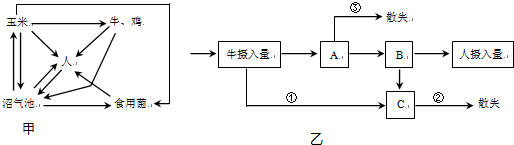 玉米 牛、鸡
人
沼气池 食用菌
甲
③ 散失
牛摄入量 A B 人摄入量
① C ② 散失
乙